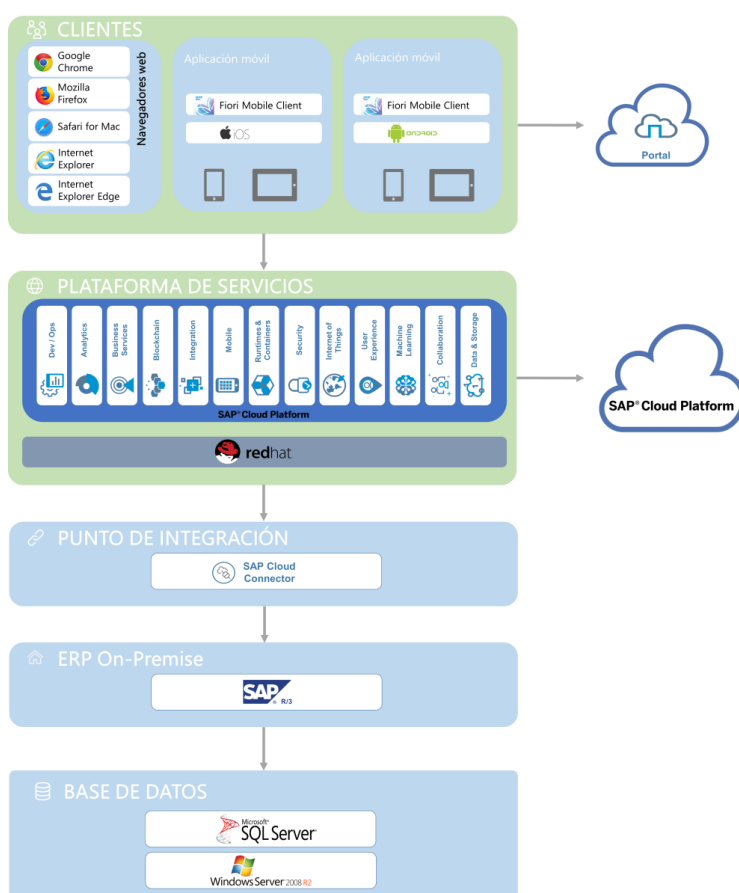 CLIENTES
Google
Chrome
Mozilla
Firefox
Safari for Mac
Internet
Explorer
Internet
Explorer Edge
Navegadores web
Aplicación móvil
Fiori Mobile Client
iOS
Aplicación móvil
Fiori Mobile Client
ANDROID
Portal
PLATAFORMA DE SERVICIOS
Dev / Ops
Analytics
Business
Services
Blockchain
Integration
Mobile
Runtimes &
Containers
Security
Internet of
Things
User
Experience
Machine
Learning
Collaboration
Data & Storage
SAP® Cloud Platform
redhat
SAP® Cloud Platform
PUNTO DE INTEGRACIÓN
SAP Cloud
Connector
ERP On-Premise
SAP®
R/3
BASE DE DATOS
Microsoft®
SQL Server
Windows Server 2008 R2